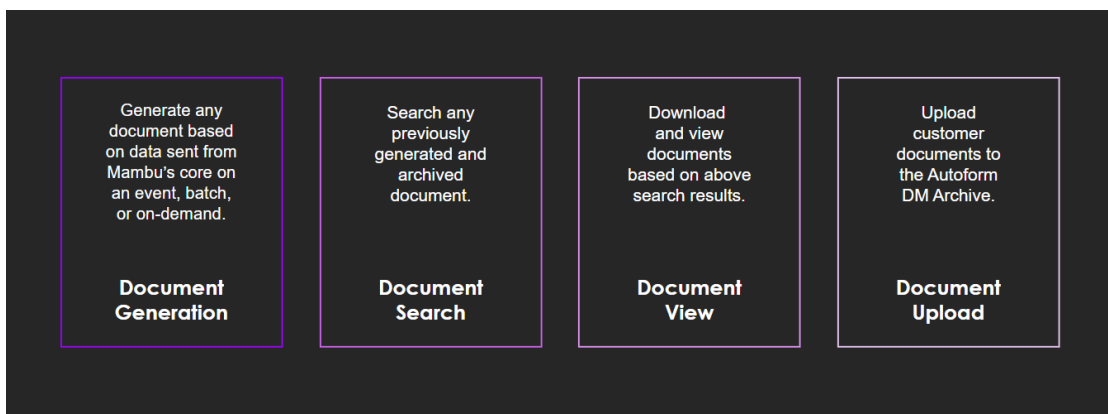 Generate any
document based
on data sent from
Mambu's core on
an event, batch,
or on-demand.
Document
Generation
Search any
previously
generated and
archived
document.
Document
Search
Download
and view
documents
based on above
search results.
Document
View
Upload
customer
documents to
the Autoform
DM Archive.
Document
Upload